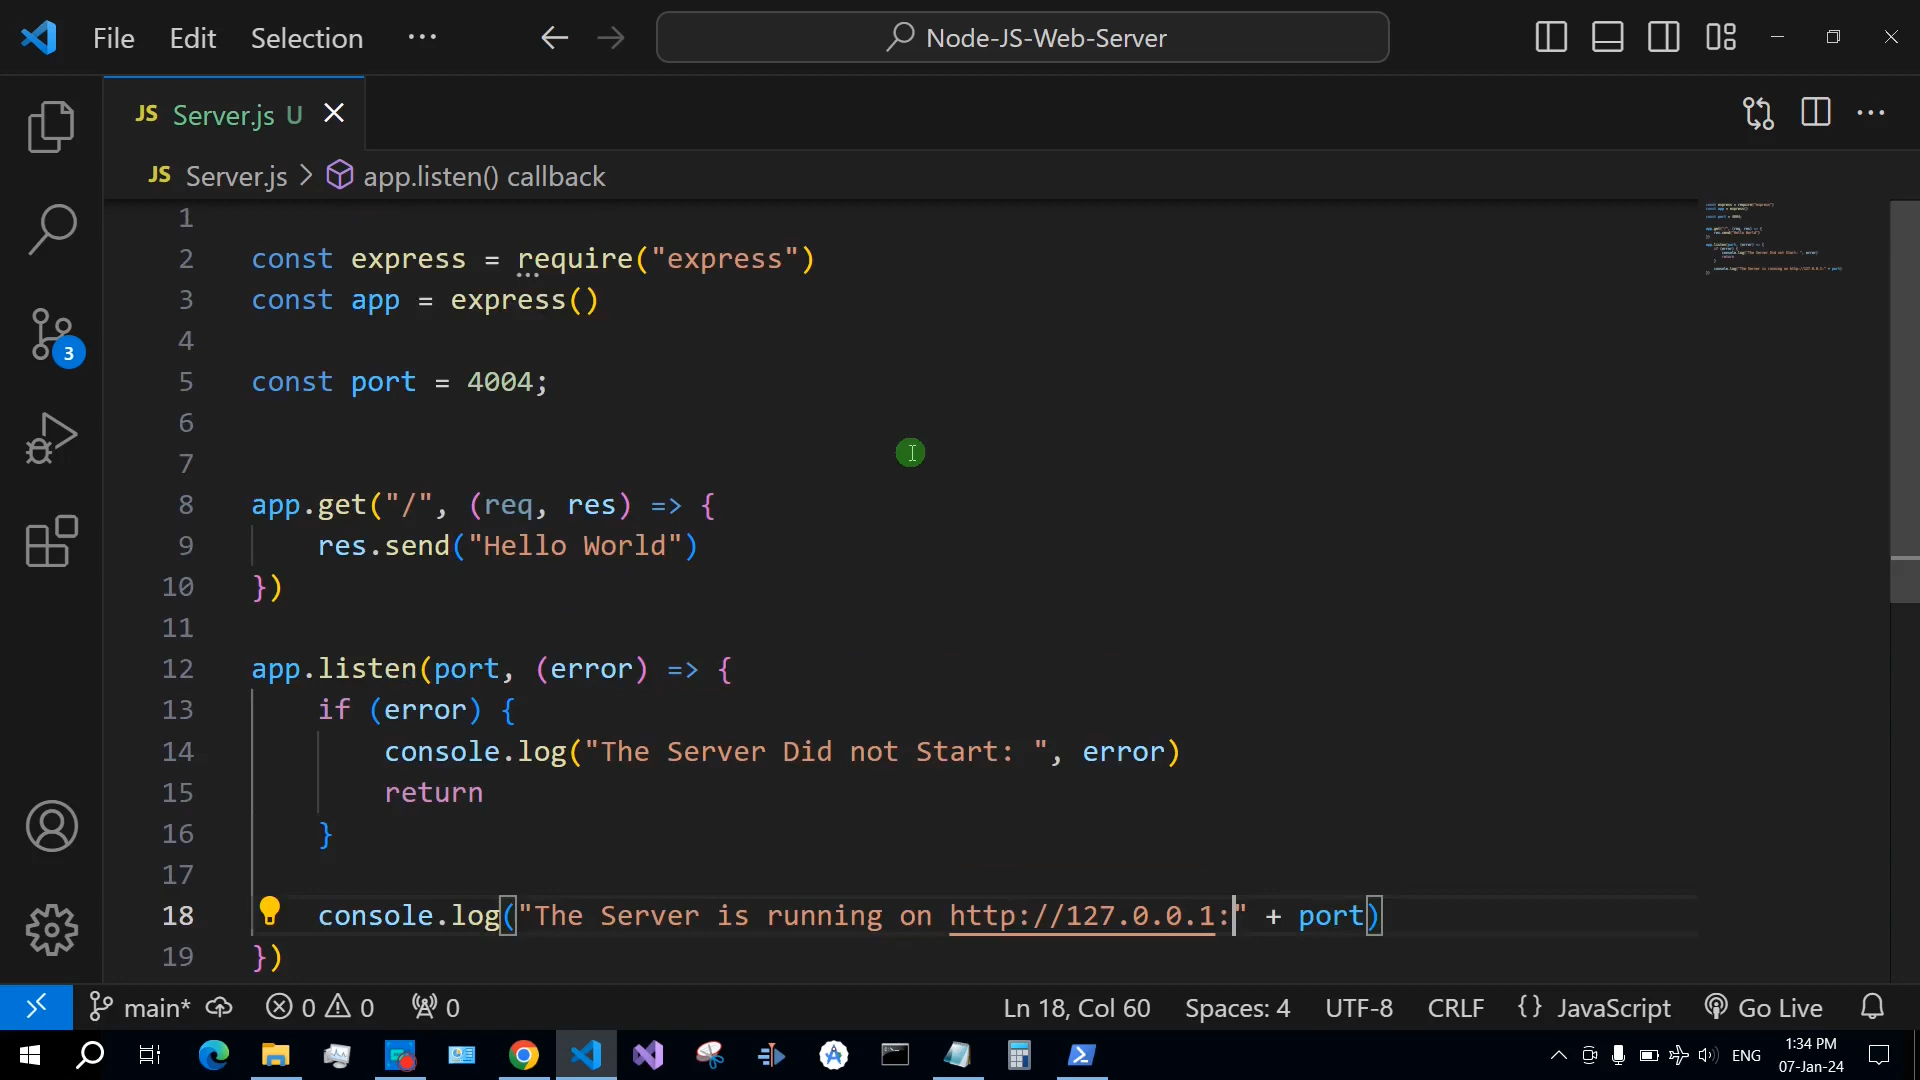 File Edit Selection ··· Node-JS-Web-Server
JS Server.js U
JS Server.js > app.listen() callback
1
2 const express = require("express")
3 const app = express()
4
5 const port = 4004;
6
7
8 app.get("/", (req, res) => {
9 res.send("Hello World")
10 })
11
12 app.listen(port, (error) => {
13 if (error) {
14 console.log("The Server Did not Start: ", error)
15 return
16 }
17
18 console.log("The Server is running on http://127.0.0.1:" + port)
19 })
3
main* 0 0 0 Ln 18, Col 60 Spaces: 4 UTF-8 CRLF {} JavaScript Go Live
ENG 1:34 PM
07-Jan-24